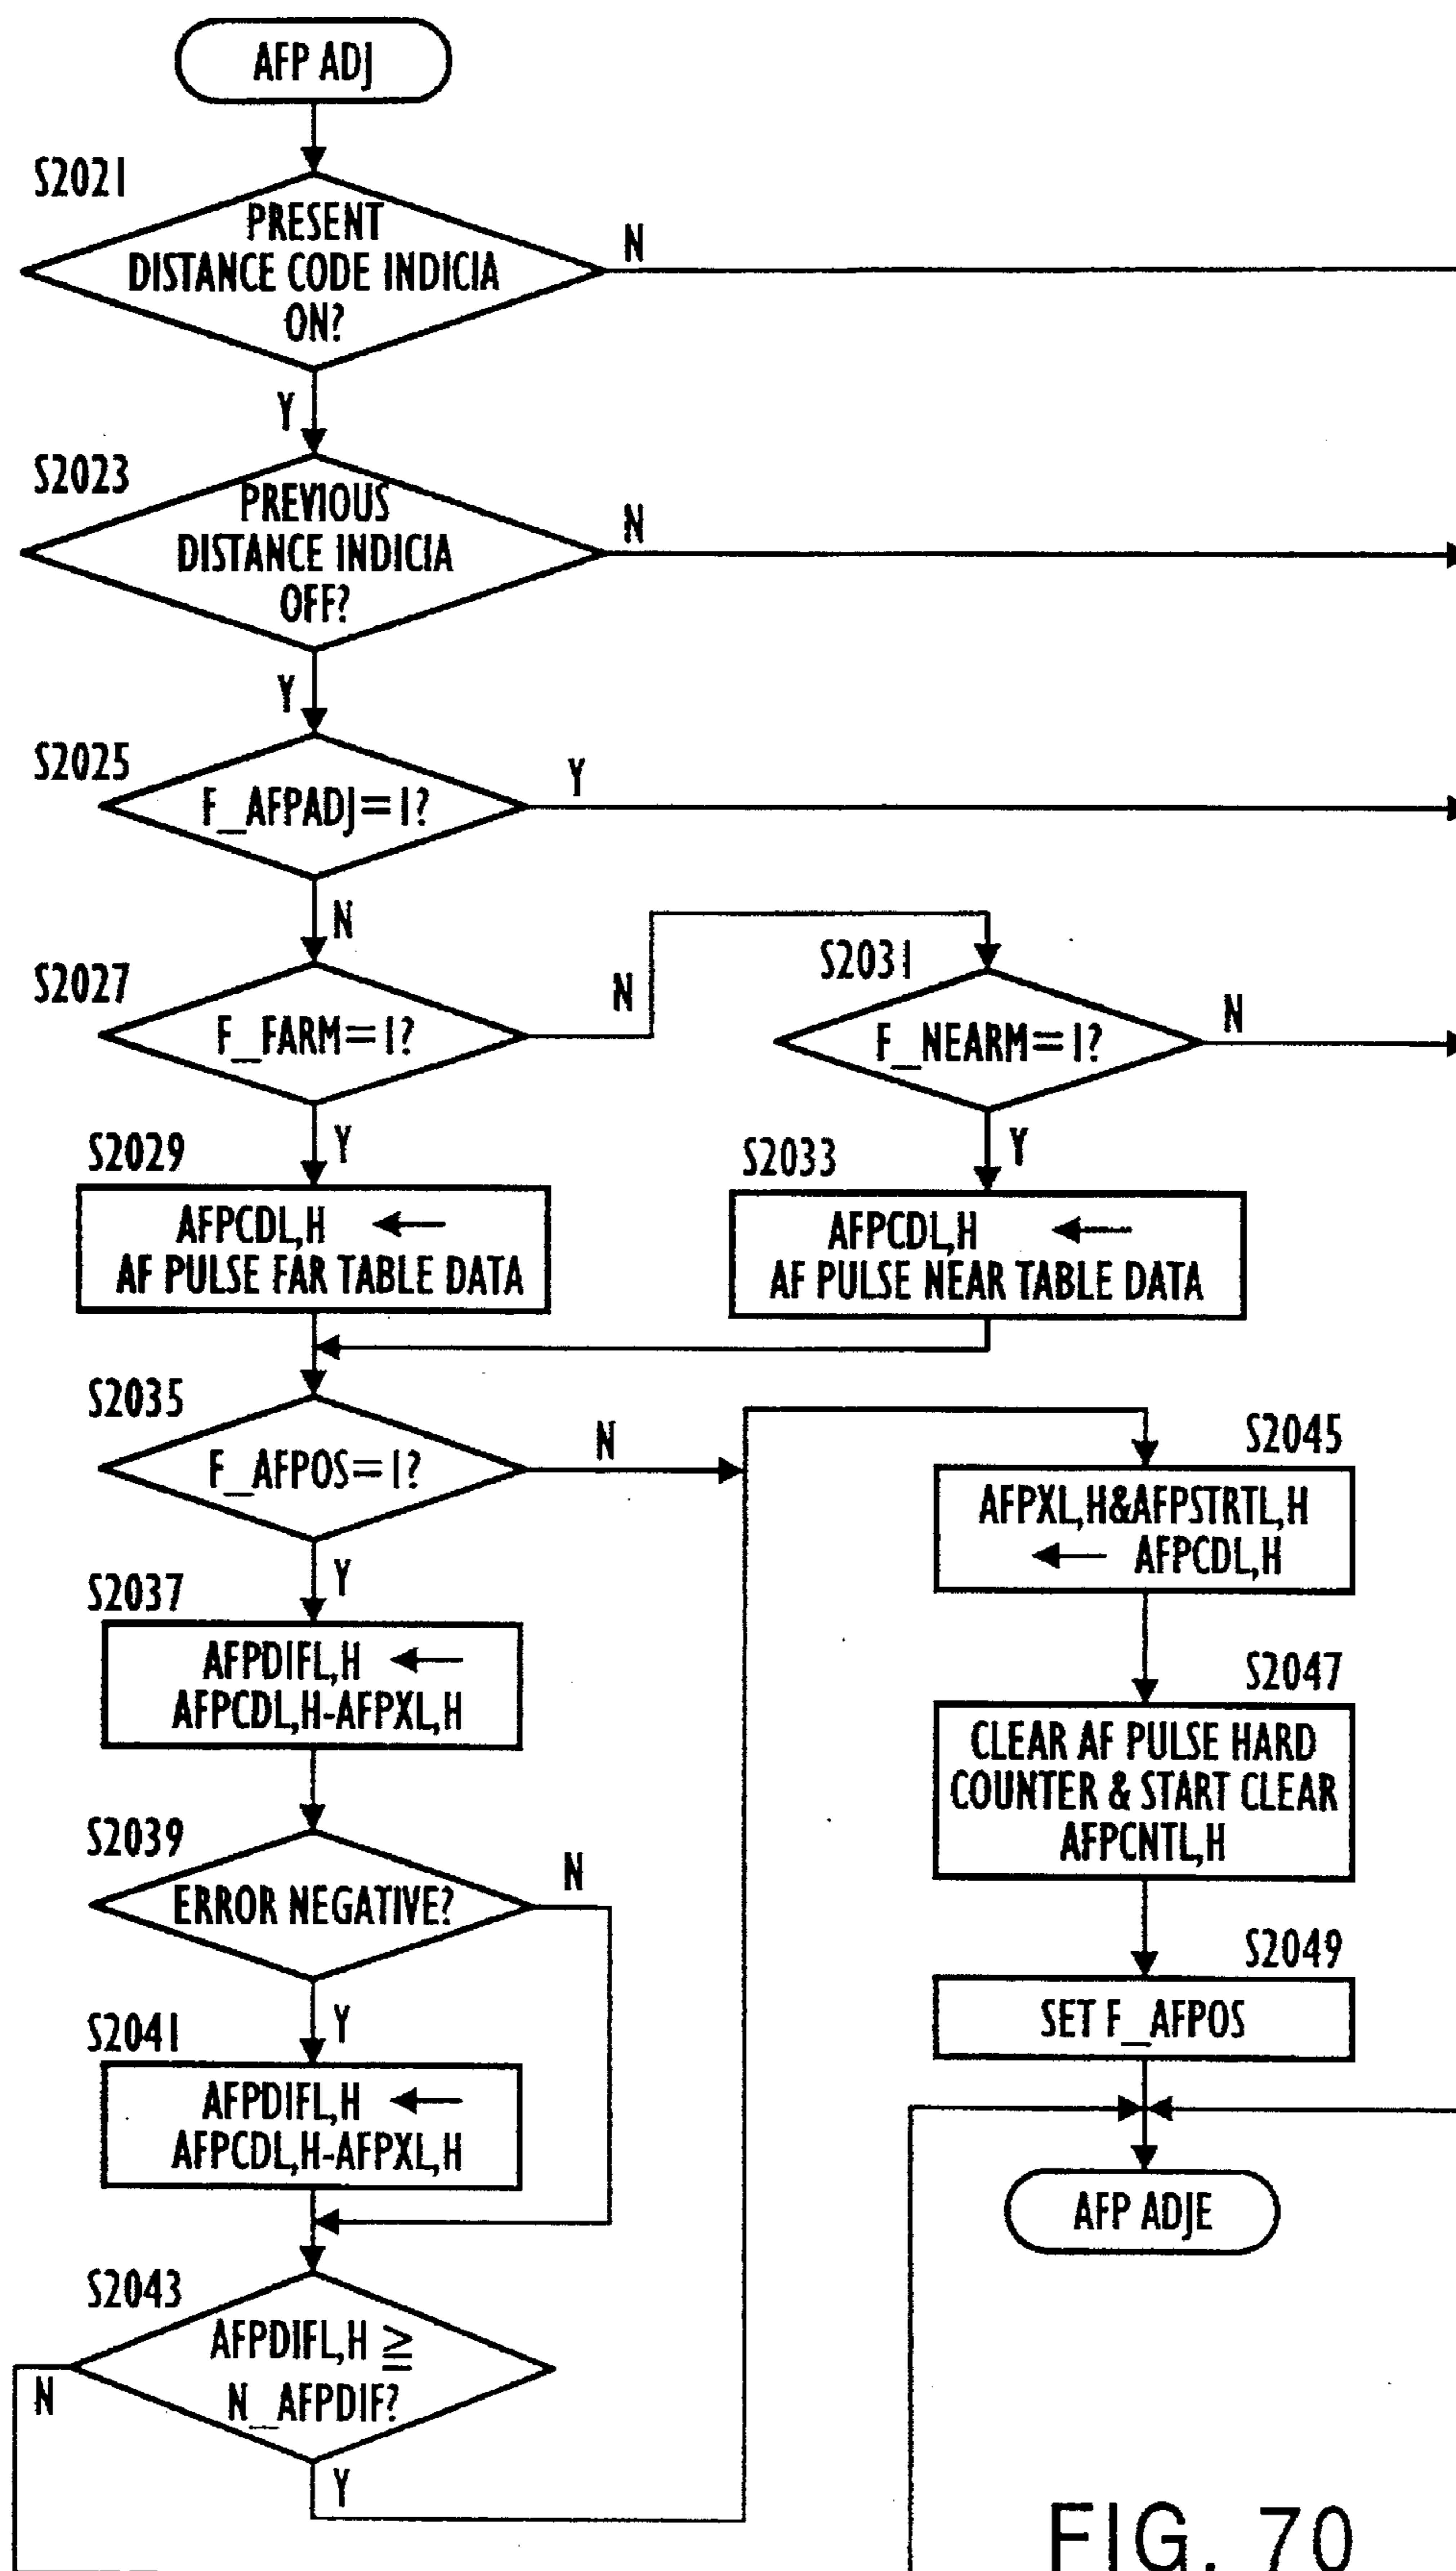 AFP ADJ
S2021
PRESENT
DISTANCE CODE INDICIA
ON?
N
Y
S2023
PREVIOUS
DISTANCE INDICIA
OFF?
N
Y
S2025
F_AFPADJ=1?
Y
N
S2027
F_FARM=1?
N
Y
S2031
F_NEARM=1?
N
Y
S2029
AFPCDL,H ←
AF PULSE FAR TABLE DATA
S2033
AFPCDL,H ←
AF PULSE NEAR TABLE DATA
S2035
F_AFPOS=1?
N
Y
S2037
AFPDIFL,H ←
AFPCDL,H-AFPXL,H
S2039
ERROR NEGATIVE?
N
Y
S2041
AFPDIFL,H ←
AFPCDL,H-AFPXL,H
S2043
AFPDIFL,H ≧
N_AFPDIF?
N
Y
S2045
AFPXL,H&AFPSTRTL,H
← AFPCDL,H
S2047
CLEAR AF PULSE HARD
COUNTER & START CLEAR
AFPCNTL,H
S2049
SET F_AFPOS
AFP ADJE
FIG. 70